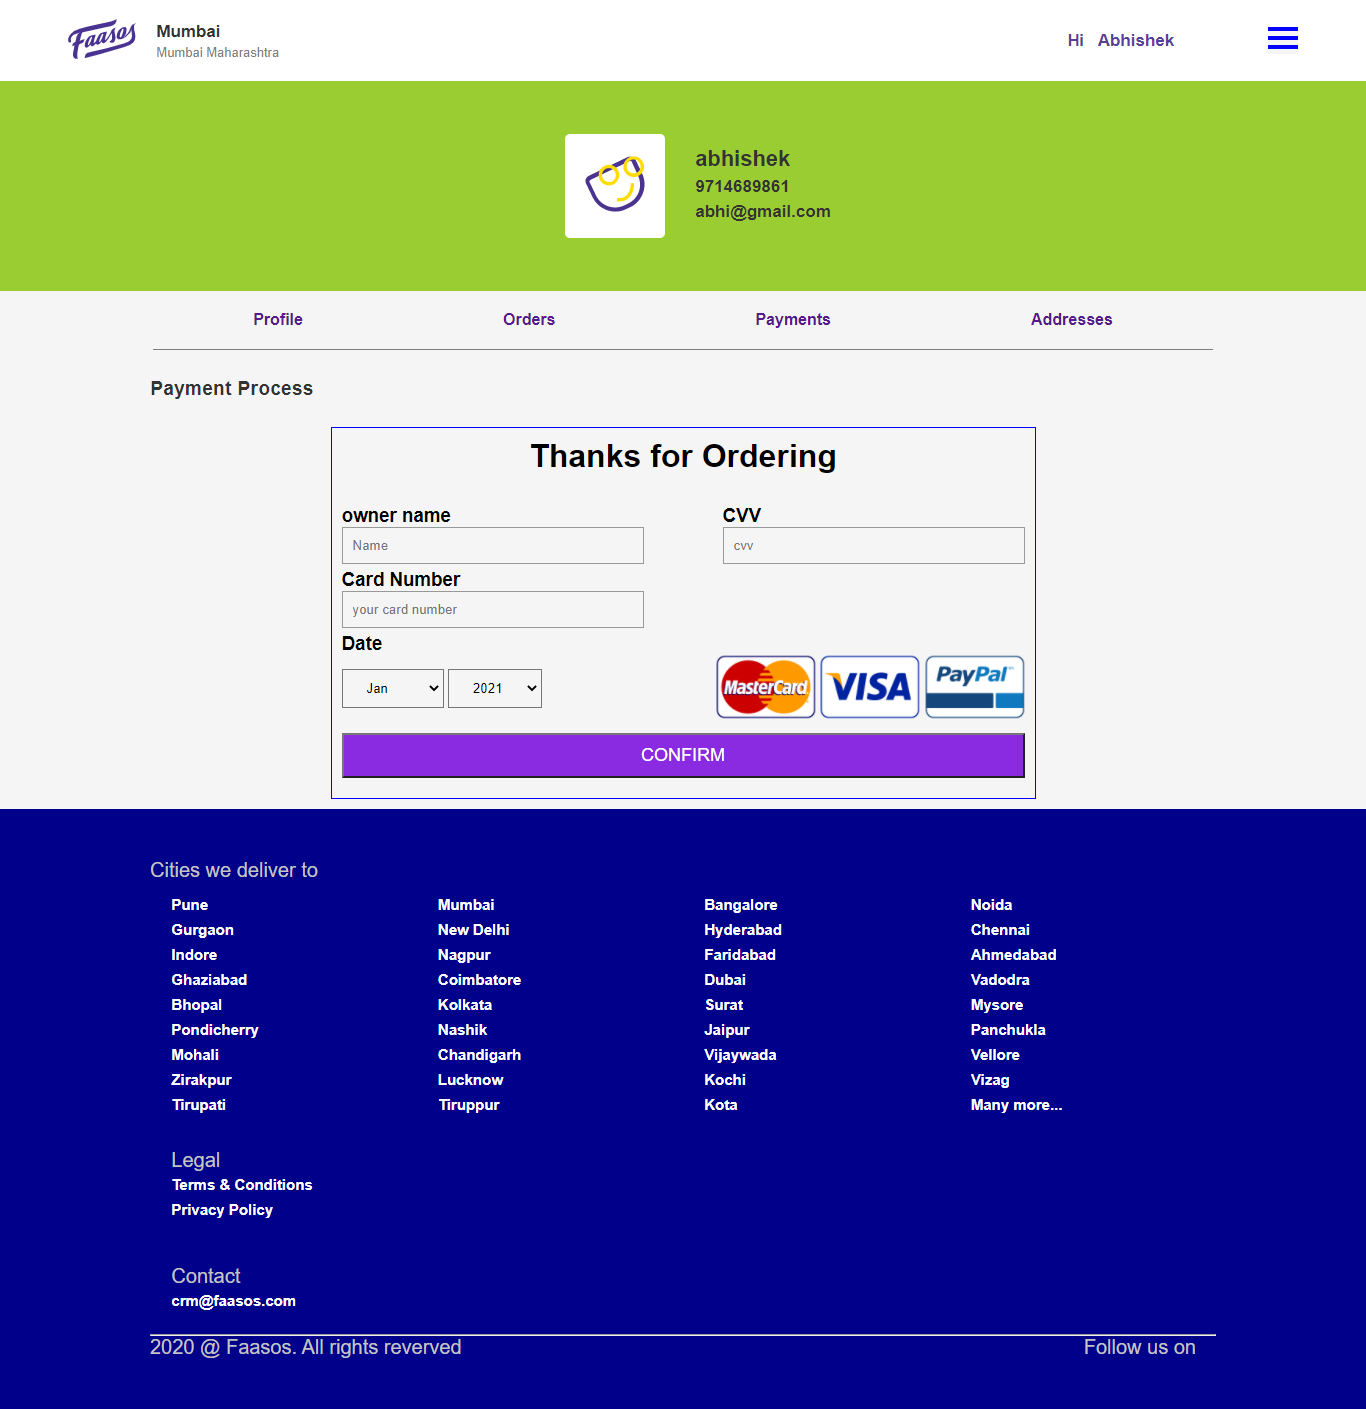 Faasos
Mumbai
Mumbai Maharashtra
Hi Abhishek
abhishek
9714689861
abhi@gmail.com
Profile Orders Payments Addresses
Payment Process
Thanks for Ordering
owner name CVV
Name cvv
Card Number
your card number
Date
Jan 2021
MasterCard VISA PayPal
CONFIRM
Cities we deliver to
Pune Mumbai Bangalore Noida
Gurgaon New Delhi Hyderabad Chennai
Indore Nagpur Faridabad Ahmedabad
Ghaziabad Coimbatore Dubai Vadodra
Bhopal Kolkata Surat Mysore
Pondicherry Nashik Jaipur Panchukla
Mohali Chandigarh Vijaywada Vellore
Zirakpur Lucknow Kochi Vizag
Tirupati Tiruppur Kota Many more...
Legal
Terms & Conditions
Privacy Policy
Contact
crm@faasos.com
2020 @ Faasos. All rights reverved Follow us on